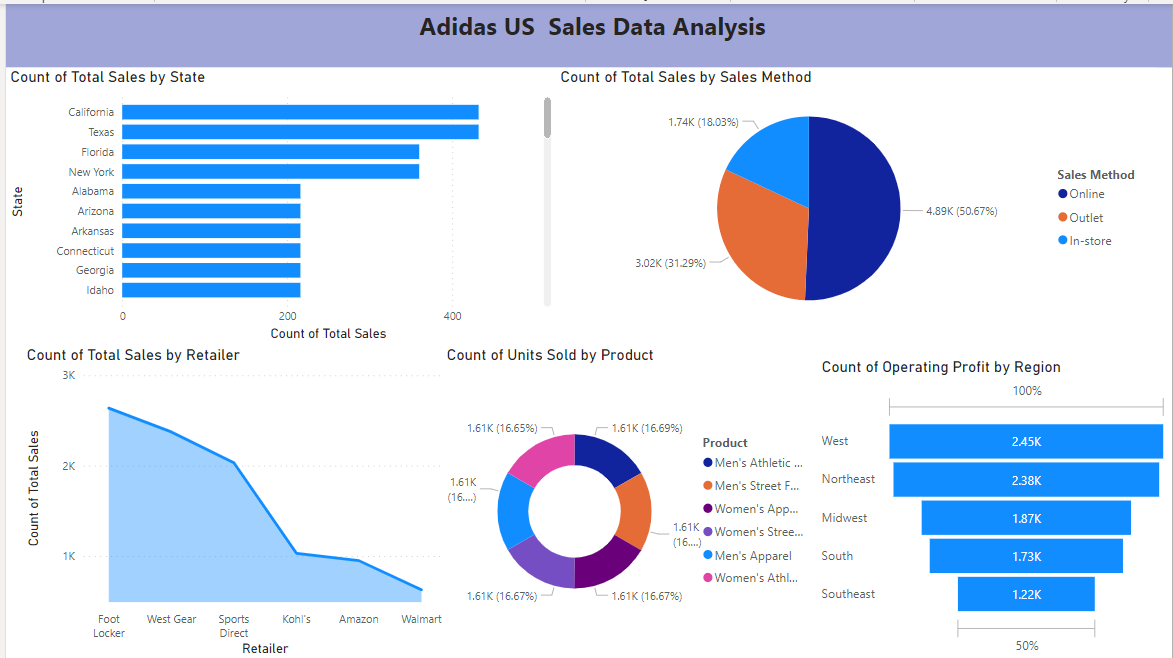 Adidas US Sales Data Analysis
Count of Total Sales by State
State
California
Texas
Florida
New York
Alabama
Arizona
Arkansas
Connecticut
Georgia
Idaho
0
200
400
Count of Total Sales
Count of Total Sales by Sales Method
1.74K (18.03%)
4.89K (50.67%)
3.02K (31.29%)
Sales Method
Online
Outlet
In-store
Count of Total Sales by Retailer
Count of Total Sales
3K
2K
1K
Foot
Locker
West Gear
Sports
Direct
Kohl's
Amazon
Walmart
Retailer
Count of Units Sold by Product
1.61K (16.65%)
1.61K (16.69%)
1.61K
(16....)
1.61K
(16....)
1.61K (16.67%)
1.61K (16.67%)
Product
Men's Athletic ...
Men's Street F...
Women's App...
Women's Stree...
Men's Apparel
Women's Athl...
Count of Operating Profit by Region
100%
West
2.45K
Northeast
2.38K
Midwest
1.87K
South
1.73K
Southeast
1.22K
50%